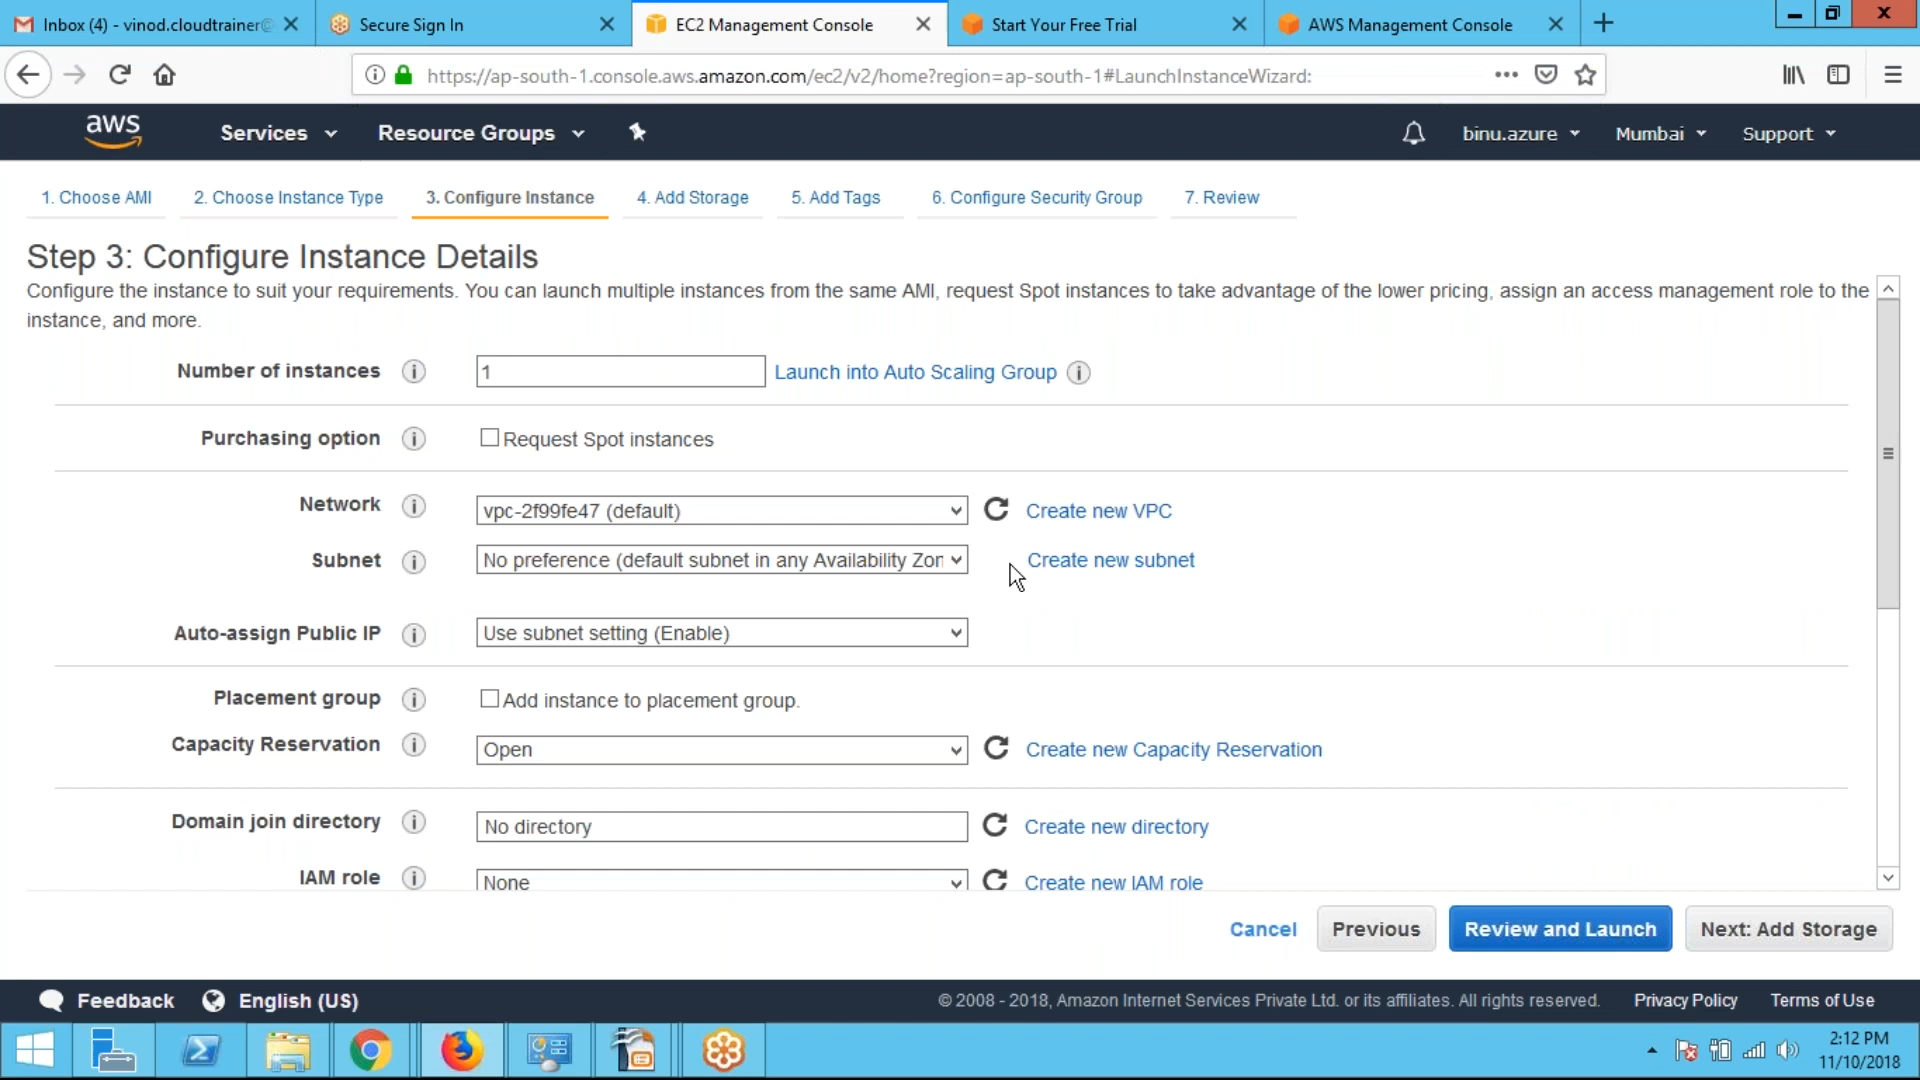 Inbox (4) - vinod.cloudtrainer@
Secure Sign In
EC2 Management Console
Start Your Free Trial
AWS Management Console
https://ap-south-1.console.aws.amazon.com/ec2/v2/home?region=ap-south-1#LaunchInstanceWizard:
aws
Services
Resource Groups
binu.azure
Mumbai
Support
1. Choose AMI
2. Choose Instance Type
3. Configure Instance
4. Add Storage
5. Add Tags
6. Configure Security Group
7. Review
Step 3: Configure Instance Details
Configure the instance to suit your requirements. You can launch multiple instances from the same AMI, request Spot instances to take advantage of the lower pricing, assign an access management role to the
instance, and more.
Number of instances
1
Launch into Auto Scaling Group
Purchasing option
Request Spot instances
Network
vpc-2f99fe47 (default)
Create new VPC
Subnet
No preference (default subnet in any Availability Zon
Create new subnet
Auto-assign Public IP
Use subnet setting (Enable)
Placement group
Add instance to placement group.
Capacity Reservation
Open
Create new Capacity Reservation
Domain join directory
No directory
Create new directory
IAM role
None
Create new IAM role
Cancel
Previous
Review and Launch
Next: Add Storage
Feedback
English (US)
© 2008 - 2018, Amazon Internet Services Private Ltd. or its affiliates. All rights reserved.
Privacy Policy
Terms of Use
2:12 PM
11/10/2018